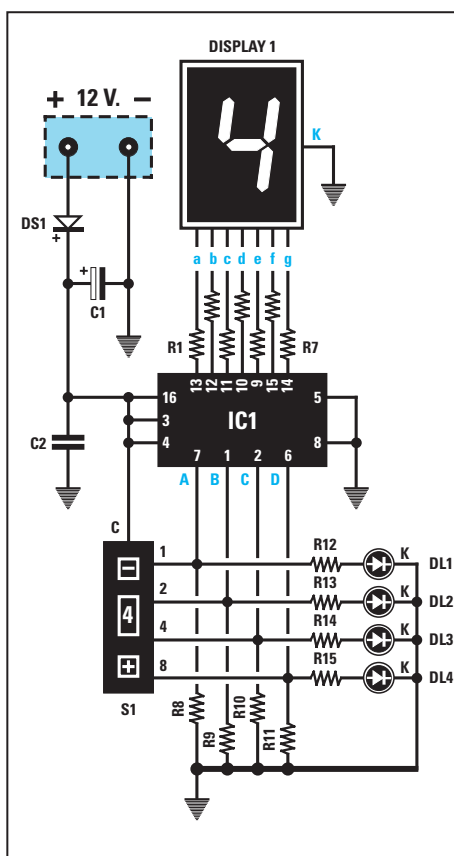 DISPLAY 1
+ 12 V. −
K
DS1
+
+
C1
a b c d e f g
R1 R7
13 12 11 10 9 15 14
16 5
3
IC1
4 8
C2
7 1 2 6
A B C D
C
1 R12 K DL1
−
2 R13 K DL2
4
4 R14 K DL3
+
8 R15 K DL4
S1
R8 R9 R10 R11